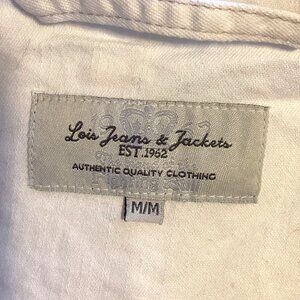 Lois Jeans & Jackets
EST.1962
AUTHENTIC QUALITY CLOTHING
M/M